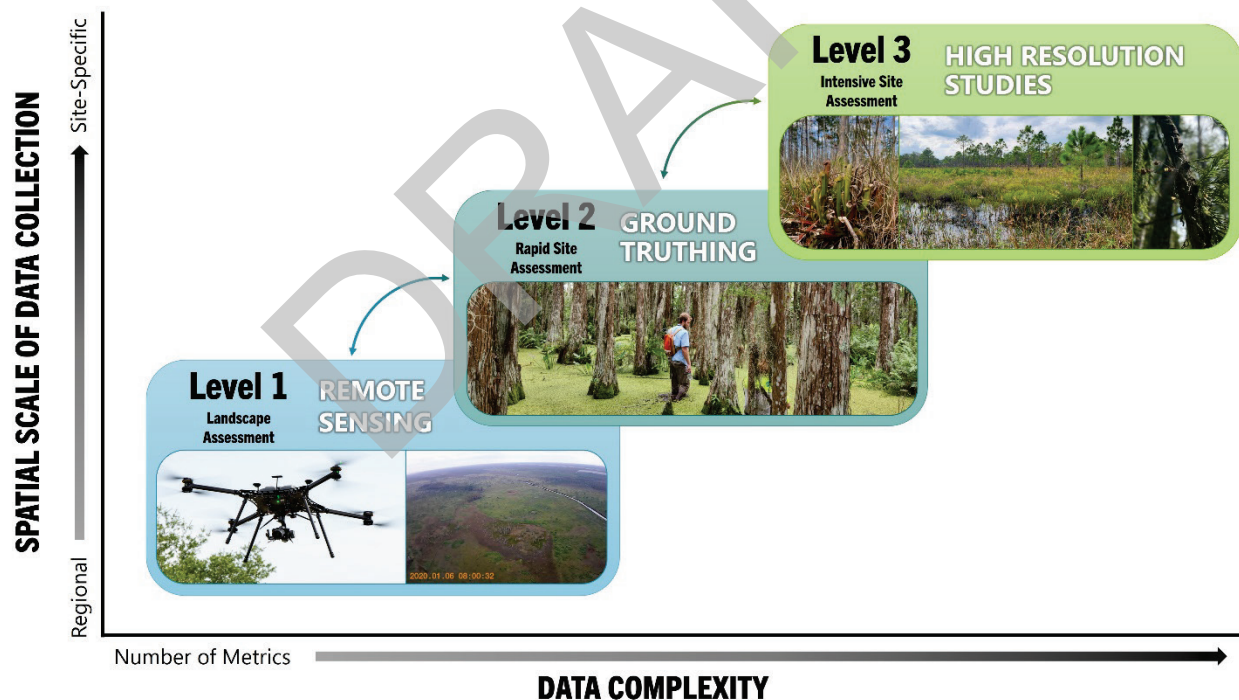 SPATIAL SCALE OF DATA COLLECTION
Site-Specific
Regional
Level 3
Intensive Site
Assessment
HIGH RESOLUTION
STUDIES
Level 2
Rapid Site
Assessment
GROUND
TRUTHING
Level 1
Landscape
Assessment
REMOTE
SENSING
2020.01.06 08:00:32
Number of Metrics
DATA COMPLEXITY